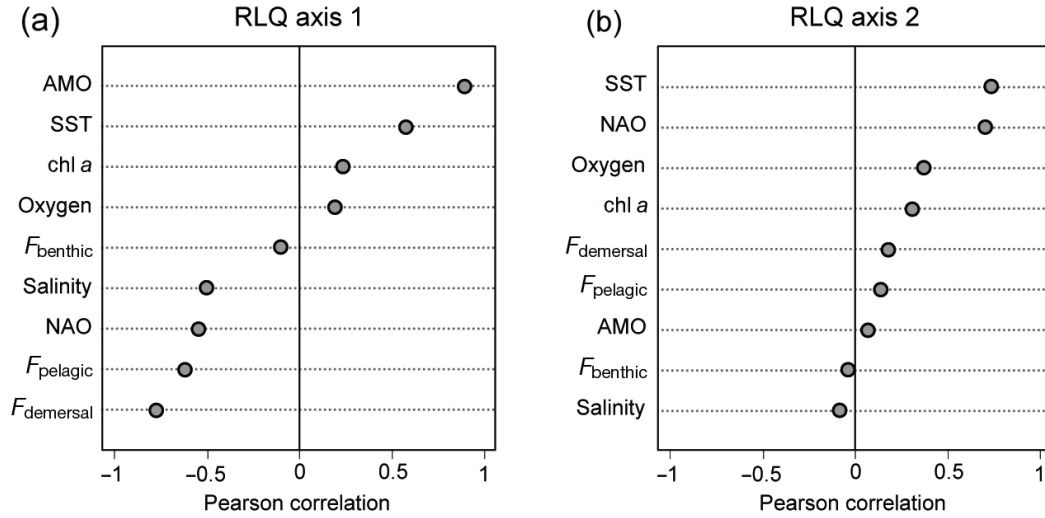 (a)
RLQ axis 1
AMO
SST
chl a
Oxygen
Fbenthic
Salinity
NAO
Fpelagic
Fdemersal
−1 −0.5 0 0.5 1
Pearson correlation
(b)
RLQ axis 2
SST
NAO
Oxygen
chl a
Fdemersal
Fpelagic
AMO
Fbenthic
Salinity
−1 −0.5 0 0.5 1
Pearson correlation